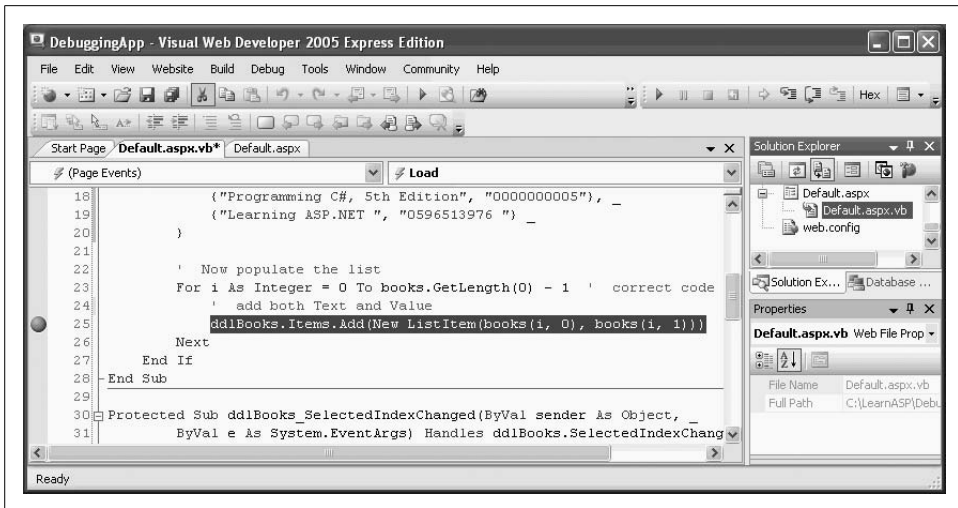 DebuggingApp - Visual Web Developer 2005 Express Edition
File Edit View Website Build Debug Tools Window Community Help
Hex
Start Page Default.aspx.vb* Default.aspx
(Page Events)
Load
18 {"Programming C#, 5th Edition", "0000000005"}, _
19 {"Learning ASP.NET ", "0596513976 "} _
20 }
21
22 ' Now populate the list
23 For i As Integer = 0 To books.GetLength(0) - 1 ' correct code
24 ' add both Text and Value
25 ddlBooks.Items.Add(New ListItem(books(i, 0), books(i, 1)))
26 Next
27 End If
28 End Sub
29
30 Protected Sub ddlBooks_SelectedIndexChanged(ByVal sender As Object, _
31 ByVal e As System.EventArgs) Handles ddlBooks.SelectedIndexChang
Solution Explorer
Default.aspx
Default.aspx.vb
web.config
Solution Ex... Database ...
Properties
Default.aspx.vb Web File Prop
File Name Default.aspx.vb
Full Path C:\LearnASP\Debu
Ready